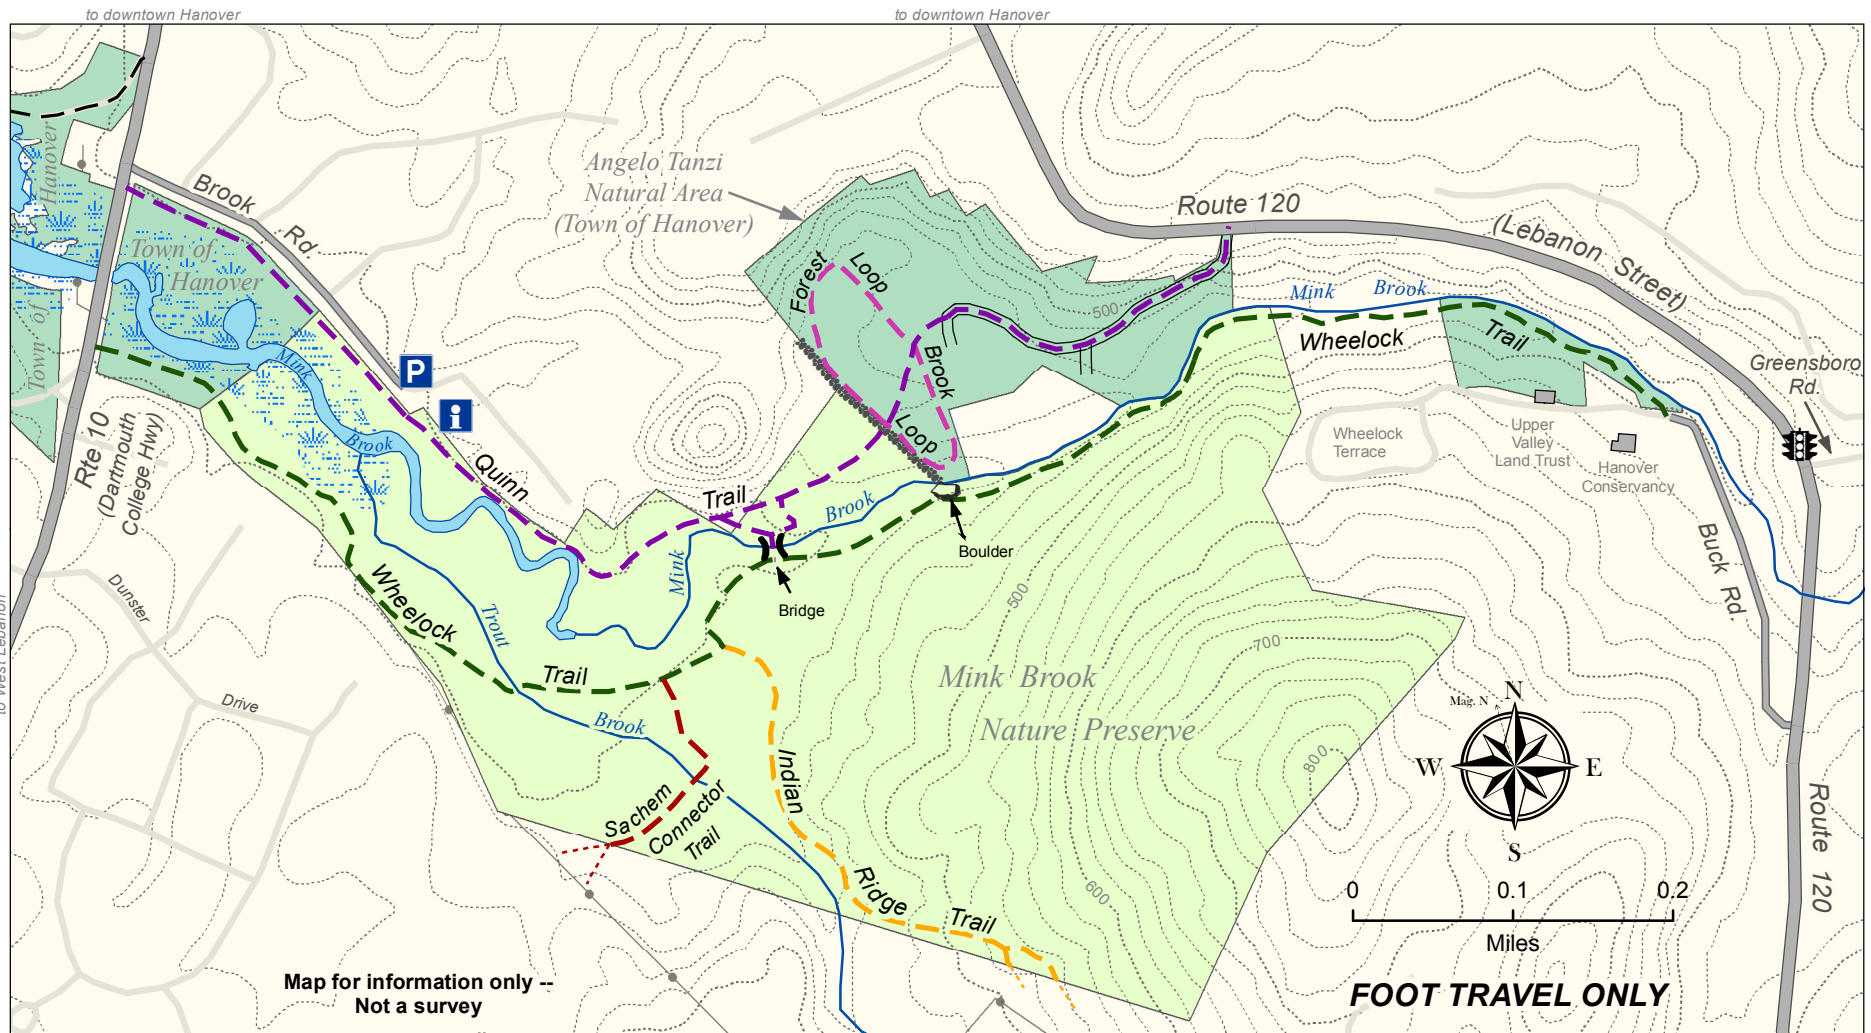 to downtown Hanover
to downtown Hanover
Brook Rd.
Town of Hanover
Town of
Hanover
Angelo Tanzi
Natural Area
(Town of Hanover)
Route 120
(Lebanon Street)
Forest Loop
Brook Loop
500
Mink Brook
Wheelock Trail
Greensboro
Rd.
P
i
Mink Brook
Rte 10
(Dartmouth
College Hwy)
Quinn Trail
Brook
Mink
Wheelock
Terrace
Upper
Valley
Land Trust
Hanover
Conservancy
Buck Rd.
Boulder
Bridge
500
to West Lebanon
Dunster
Drive
Wheelock Trail
Trout Brook
700
Mink Brook
Nature Preserve
800
600
Mag. N
N
W
E
S
Indian Ridge Trail
Sachem
Connector
Trail
Route 120
0 0.1 0.2
Miles
Map for information only --
Not a survey
FOOT TRAVEL ONLY